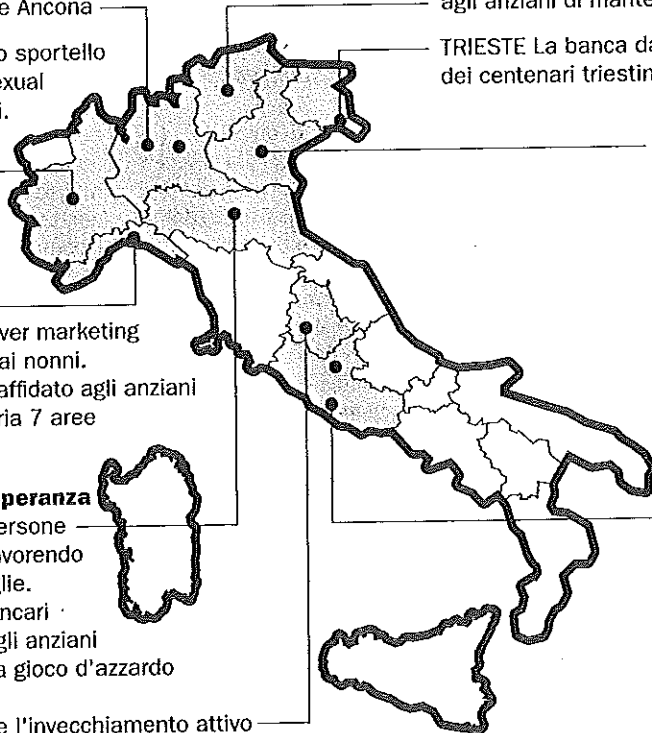 e Ancona
o sportello
exual
i.
agli anziani di mante
TRIESTE La banca da
dei centenari triestin
ver marketing
ai nonni.
affidato agli anziani
ria 7 aree
peranza
ersone
vorendo
glie.
ncari
gli anziani
a gioco d'azzardo
e l'invecchiamento attivo